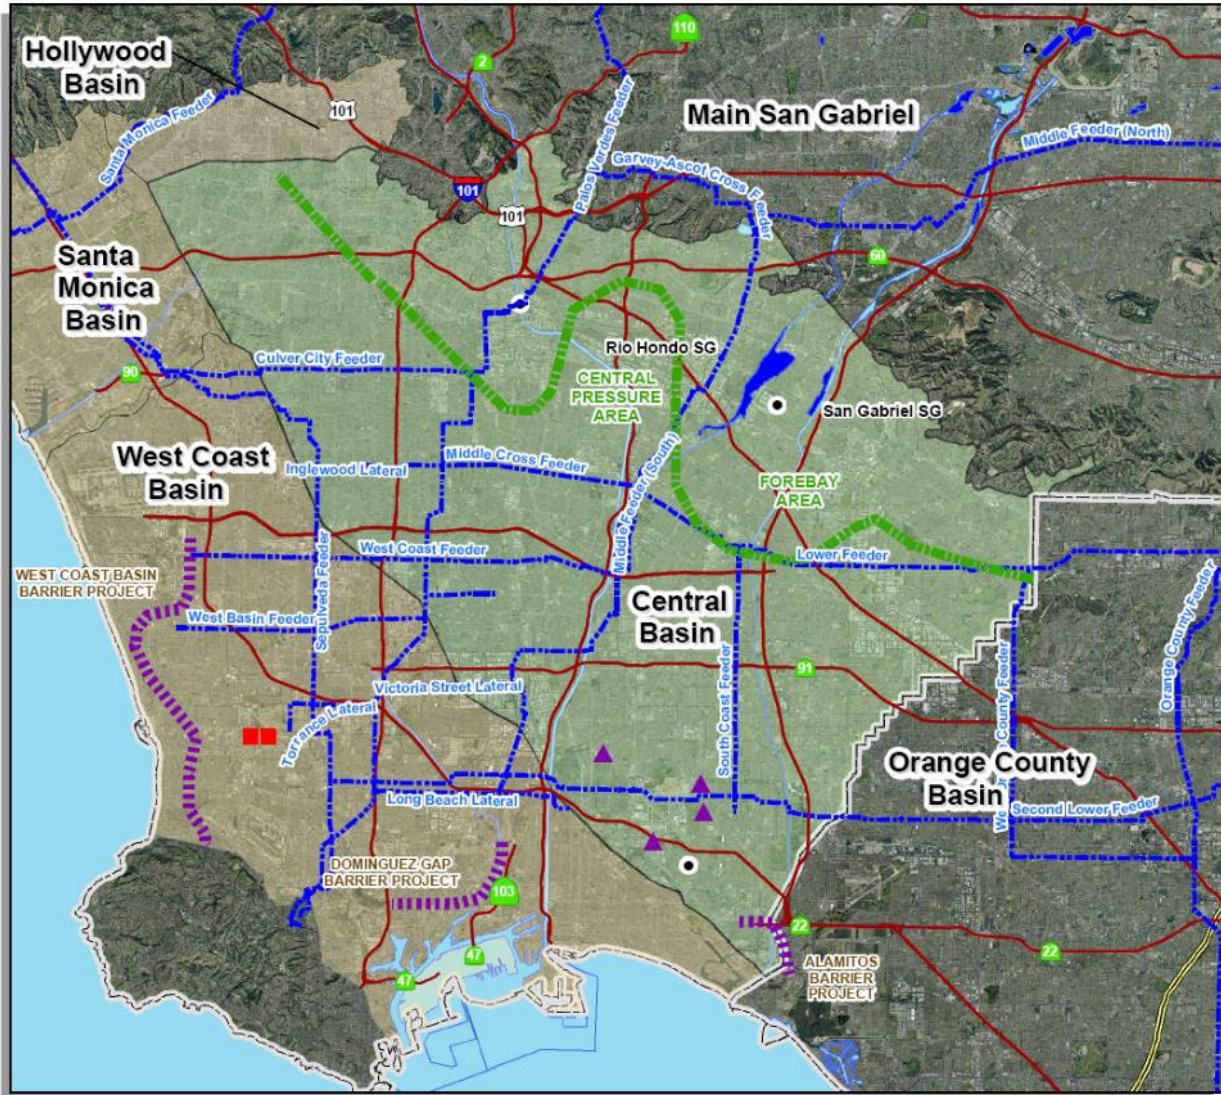 Hollywood
Basin
Santa Monica Feeder
101
2
110
Palos Verdes Feeder
Main San Gabriel
Middle Feeder (North)
Garvey-Ascot Cross Feeder
101
101
60
Santa
Monica
Basin
Culver City Feeder
90
Rio Hondo SG
CENTRAL
PRESSURE
AREA
San Gabriel SG
West Coast
Basin
Inglewood Lateral
Middle Cross Feeder
Middle Feeder (South)
FOREBAY
AREA
West Coast Feeder
Lower Feeder
WEST COAST BASIN
BARRIER PROJECT
Sepulveda Feeder
West Basin Feeder
Central
Basin
Orange County Feeder
91
South Coast Feeder
Victoria Street Lateral
Torrance Lateral
County Feeder
Orange County
Basin
Second Lower Feeder
Long Beach Lateral
DOMINGUEZ GAP
BARRIER PROJECT
103
22
22
47
47
ALAMITOS
BARRIER
PROJECT